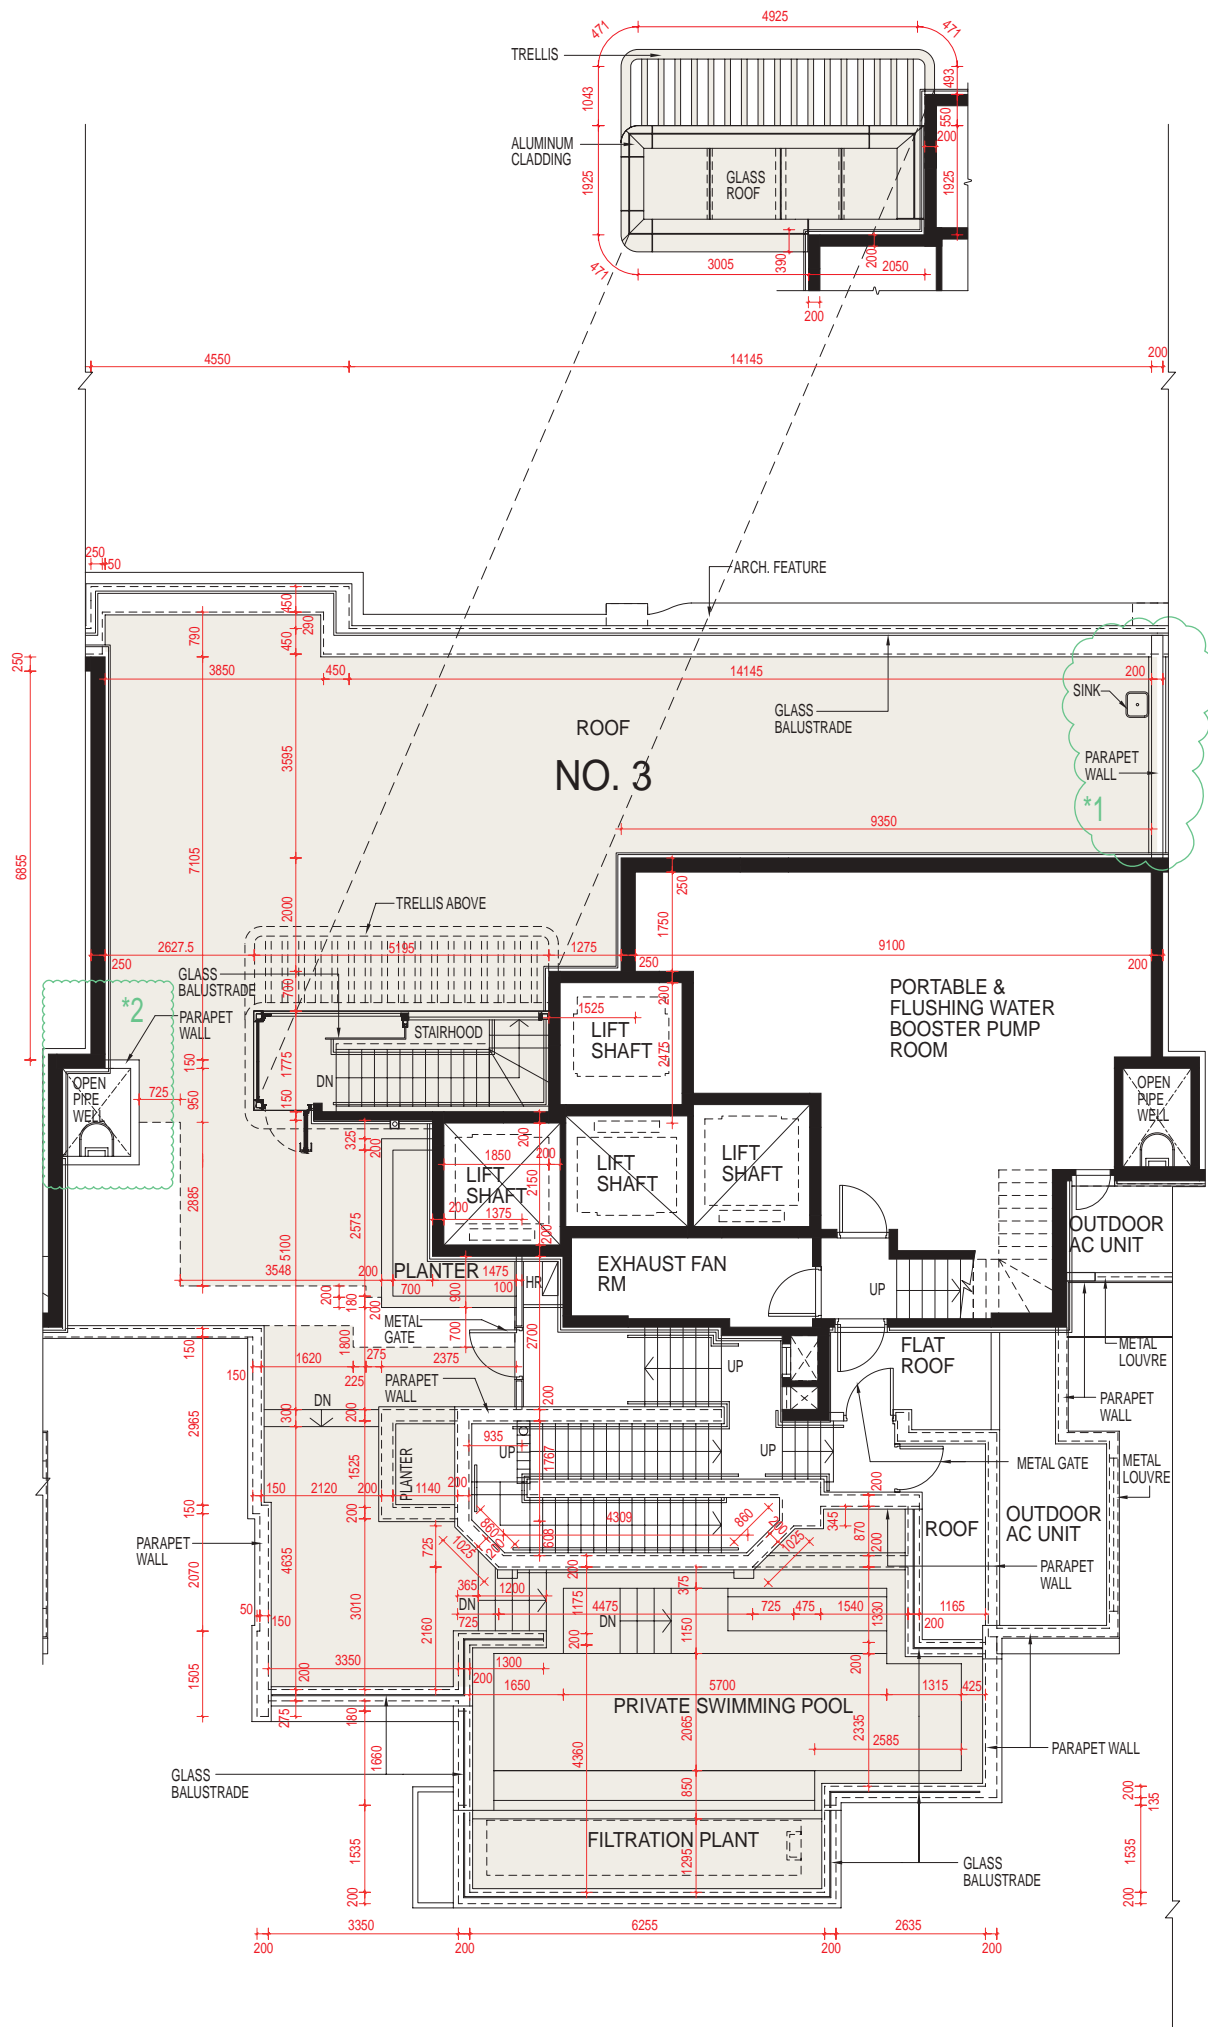 4925
471
471
TRELLIS
1043
493
550
200
ALUMINUM
CLADDING
GLASS
ROOF
1925
1925
471
3005
390
200
2050
200
4550
14145
200
250
450
ARCH. FEATURE
450
290
790
450
250
3850
450
14145
200
SINK
GLASS
BALUSTRADE
ROOF
NO. 3
PARAPET
WALL
*1
3595
9350
6855
7105
250
1750
2000
TRELLIS ABOVE
2627.5
5195
1275
250
9100
250
200
GLASS
BALUSTRADE
700
200
*2
PARAPET
WALL
STAIRHOOD
1525
LIFT
SHAFT
2475
PORTABLE &
FLUSHING WATER
BOOSTER PUMP
ROOM
150
1775
DN
OPEN
PIPE
WELL
725
950
150
OPEN
PIPE
WELL
325
200
200
1850
200
LIFT
SHAFT
2150
LIFT
SHAFT
LIFT
SHAFT
2885
2575
200
1375
5100
200
OUTDOOR
AC UNIT
3548
200
PLANTER
700
1475
100
HR
EXHAUST FAN
RM
UP
200
180
200
900
METAL
GATE
700
2700
150
1800
FLAT
ROOF
METAL
LOUVRE
150
1620
275
2375
225
UP
PARAPET
WALL
DN
200
PARAPET
WALL
2965
300
200
935
UP
1767
UP
METAL GATE
METAL
LOUVRE
1525
PLANTER
150
2120
200
1140
200
200
150
200
860
4309
860
200
345
870
ROOF
OUTDOOR
AC UNIT
PARAPET
WALL
725
1025
200
608
1025
200
PARAPET
WALL
4635
200
375
2070
365
1200
1175
DN
725
4475
DN
725
475
1540
1330
1165
50
150
3010
2160
200
1150
200
1505
3350
1300
200
200
200
1650
5700
1315
425
275
180
PRIVATE SWIMMING POOL
2065
2335
2585
PARAPET WALL
1660
4360
GLASS
BALUSTRADE
850
200
135
FILTRATION PLANT
1535
1295
GLASS
BALUSTRADE
1535
200
200
3350
6255
2635
200
200
200
200